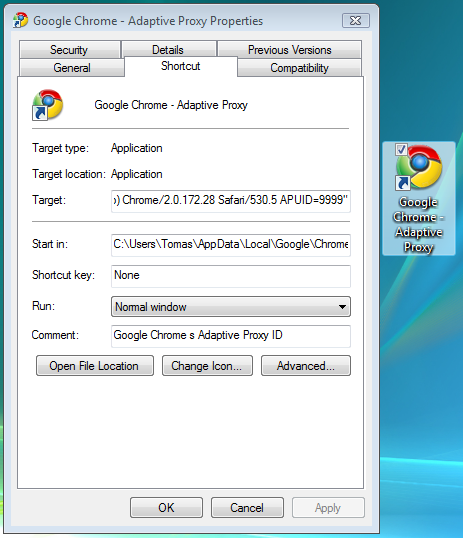 Google Chrome - Adaptive Proxy Properties
Security
Details
Previous Versions
General
Shortcut
Compatibility
Google Chrome - Adaptive Proxy
Target type: Application
Target location: Application
Target: ) Chrome/2.0.172.28 Safari/530.5 APUID=9999"
Start in: C:\Users\Tomas\AppData\Local\Google\Chrome
Shortcut key: None
Run: Normal window
Comment: Google Chrome s Adaptive Proxy ID
Open File Location
Change Icon...
Advanced...
OK
Cancel
Apply
Google
Chrome -
Adaptive
Proxy